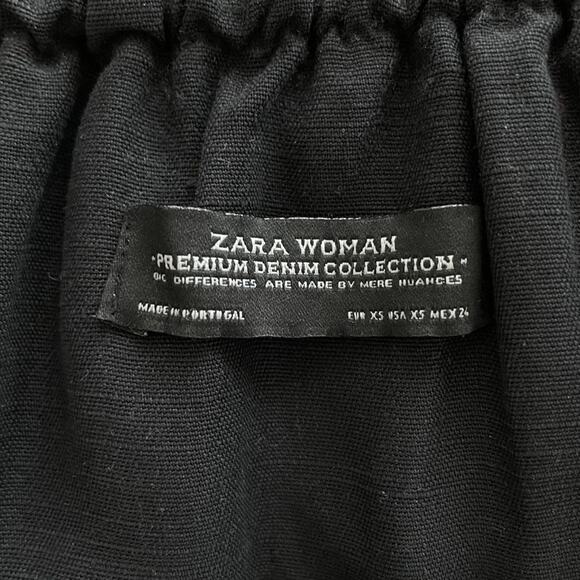 ZARA WOMAN
"PREMIUM DENIM COLLECTION"
BIG DIFFERENCES ARE MADE BY MERE NUANCES
MADE IN PORTUGAL
EUR XS USA XS MEX 24